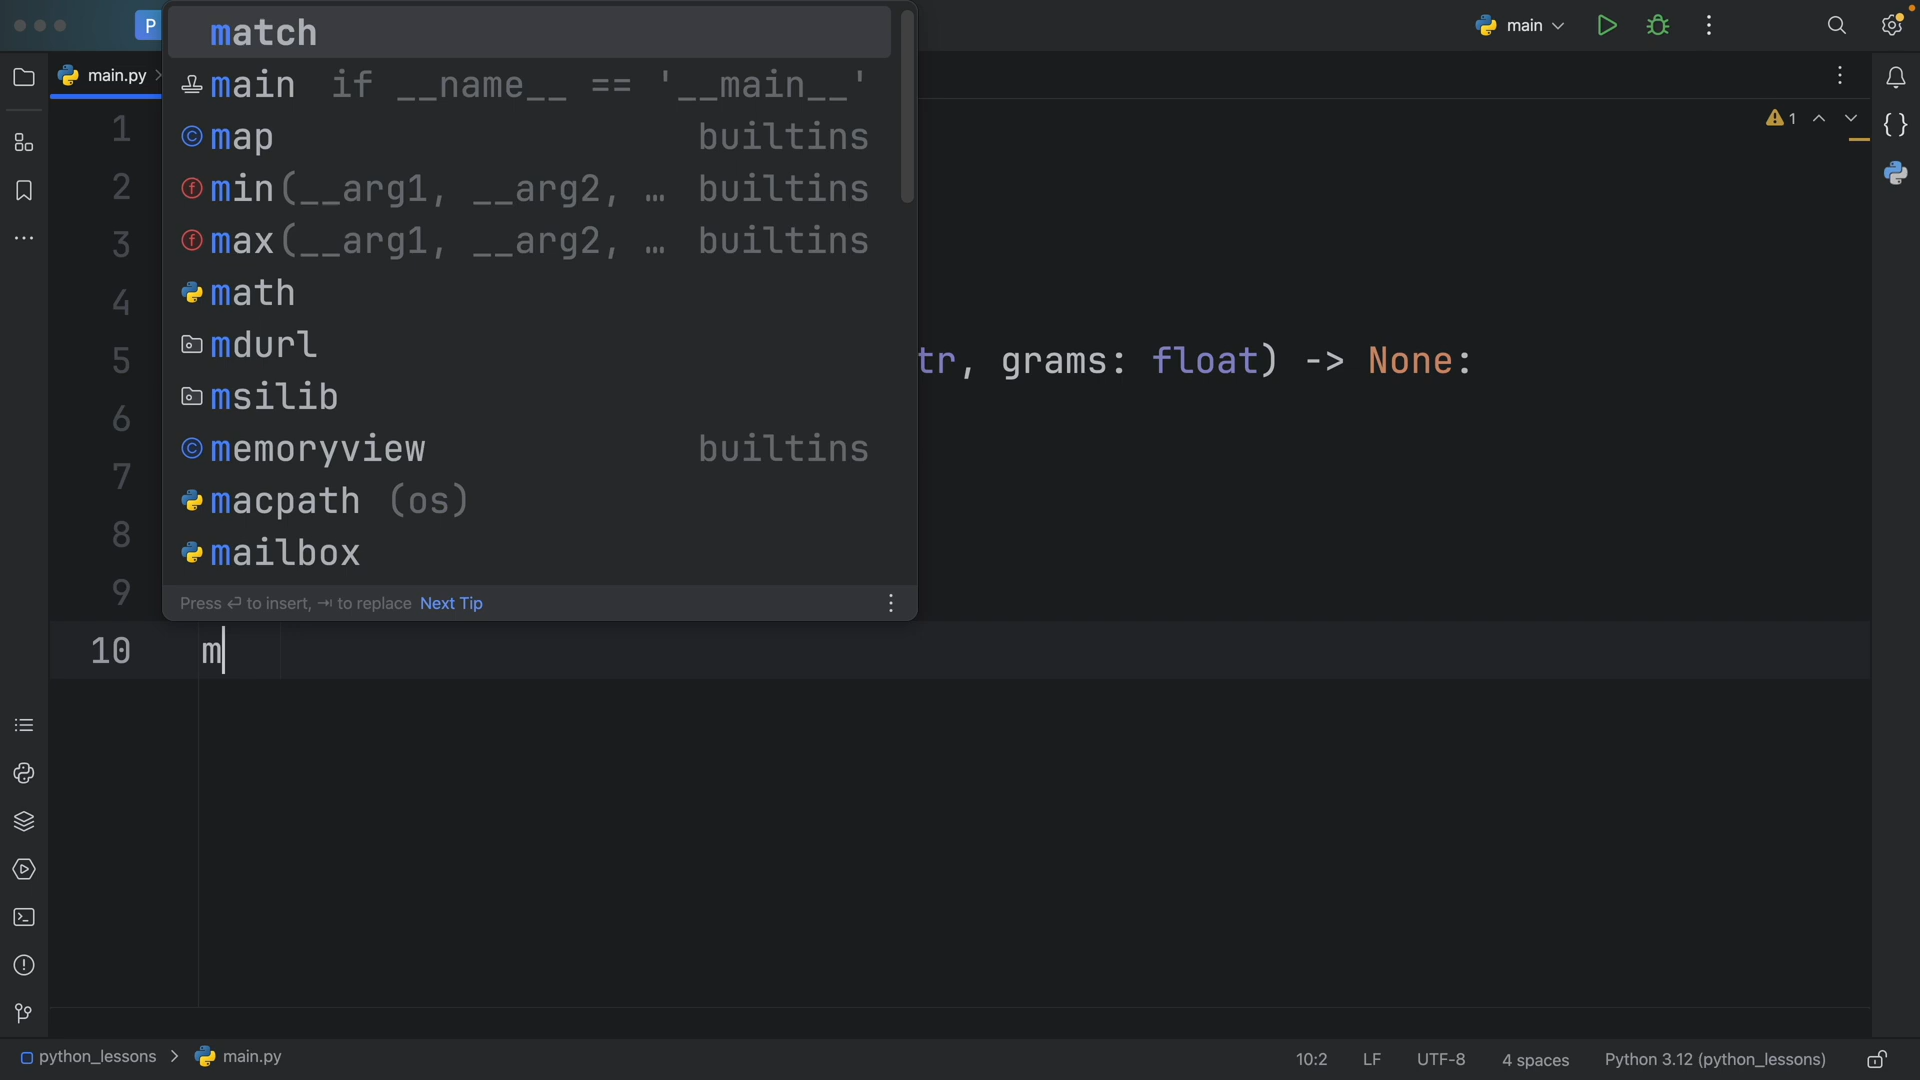 P
main
main.py
match
main if __name__ == '__main__'
map builtins
min(__arg1, __arg2, … builtins
max(__arg1, __arg2, … builtins
math
mdurl
msilib
memoryview builtins
macpath (os)
mailbox
Press ⏎ to insert, ⇥ to replace Next Tip
1
1
2
3
4
5 tr, grams: float) -> None:
6
7
8
9
10 m
python_lessons > main.py
10:2 LF UTF-8 4 spaces Python 3.12 (python_lessons)